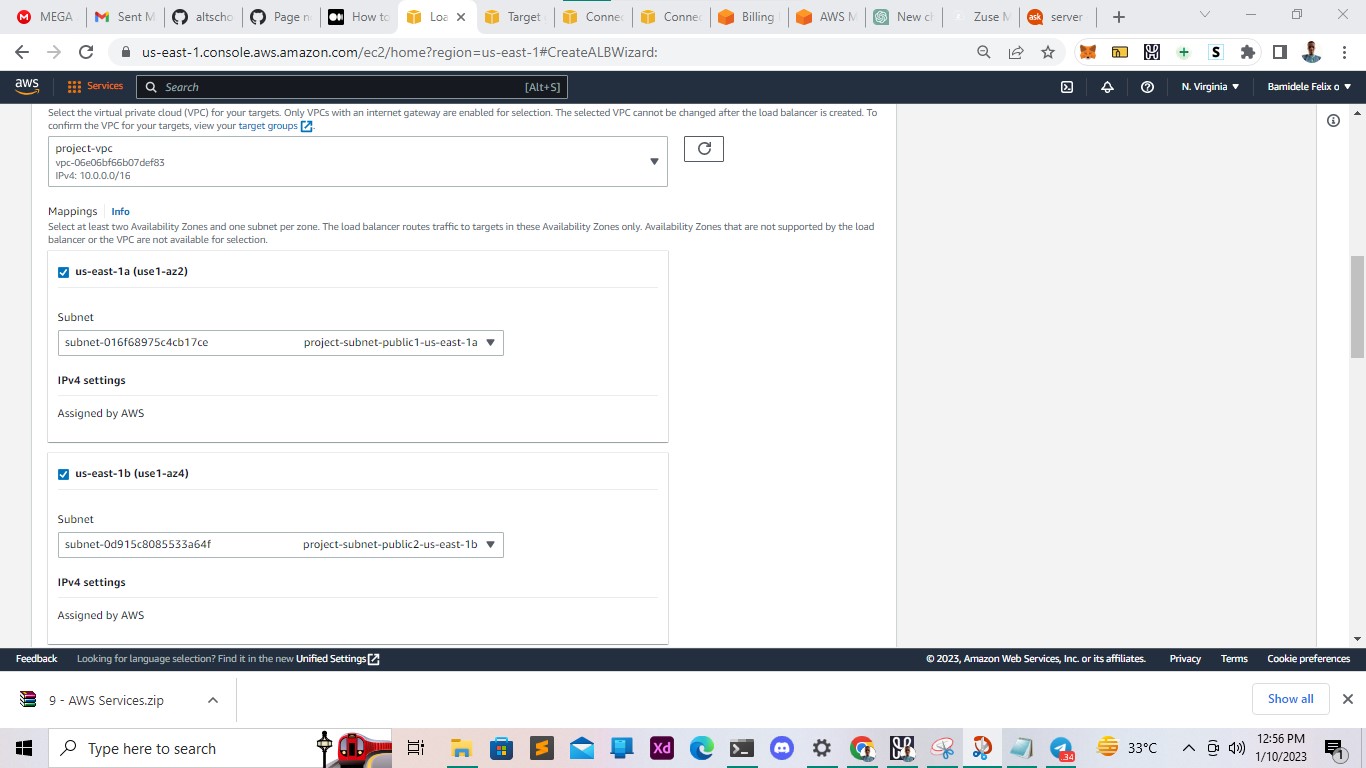 MEGA
Sent M
altscho
Page n
How to
Loa
Target
Connec
Connec
Billing
AWS M
New ch
Zuse M
ask
server
us-east-1.console.aws.amazon.com/ec2/home?region=us-east-1#CreateALBWizard:
aws
Services
Search
[Alt+S]
N. Virginia
Bamidele Felix o
Select the virtual private cloud (VPC) for your targets. Only VPCs with an internet gateway are enabled for selection. The selected VPC cannot be changed after the load balancer is created. To
confirm the VPC for your targets, view your target groups
project-vpc
vpc-06e06bf66b07def83
IPv4: 10.0.0.0/16
Mappings
Info
Select at least two Availability Zones and one subnet per zone. The load balancer routes traffic to targets in these Availability Zones only. Availability Zones that are not supported by the load
balancer or the VPC are not available for selection.
us-east-1a (use1-az2)
Subnet
subnet-016f68975c4cb17ce project-subnet-public1-us-east-1a
IPv4 settings
Assigned by AWS
us-east-1b (use1-az4)
Subnet
subnet-0d915c8085533a64f project-subnet-public2-us-east-1b
IPv4 settings
Assigned by AWS
Feedback
Looking for language selection? Find it in the new Unified Settings
© 2023, Amazon Web Services, Inc. or its affiliates.
Privacy
Terms
Cookie preferences
9 - AWS Services.zip
Show all
Type here to search
Xd
34
33°C
12:56 PM
1/10/2023
1